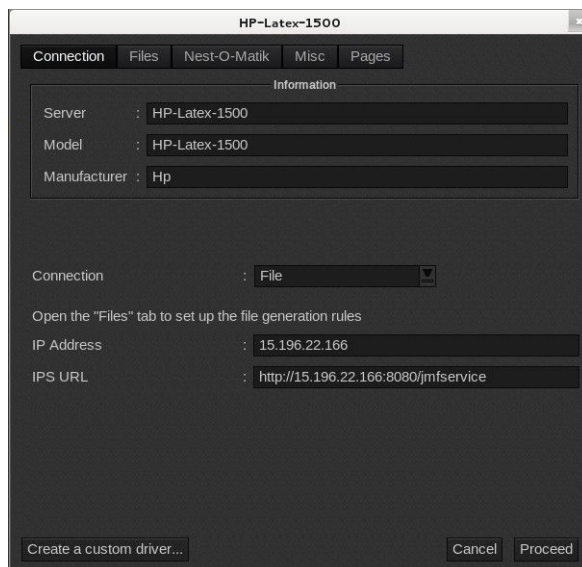 HP-Latex-1500
Connection Files Nest-O-Matik Misc Pages
Information
Server : HP-Latex-1500
Model : HP-Latex-1500
Manufacturer : Hp
Connection : File
Open the "Files" tab to set up the file generation rules
IP Address : 15.196.22.166
IPS URL : http://15.196.22.166:8080/jmfservice
Create a custom driver... Cancel Proceed